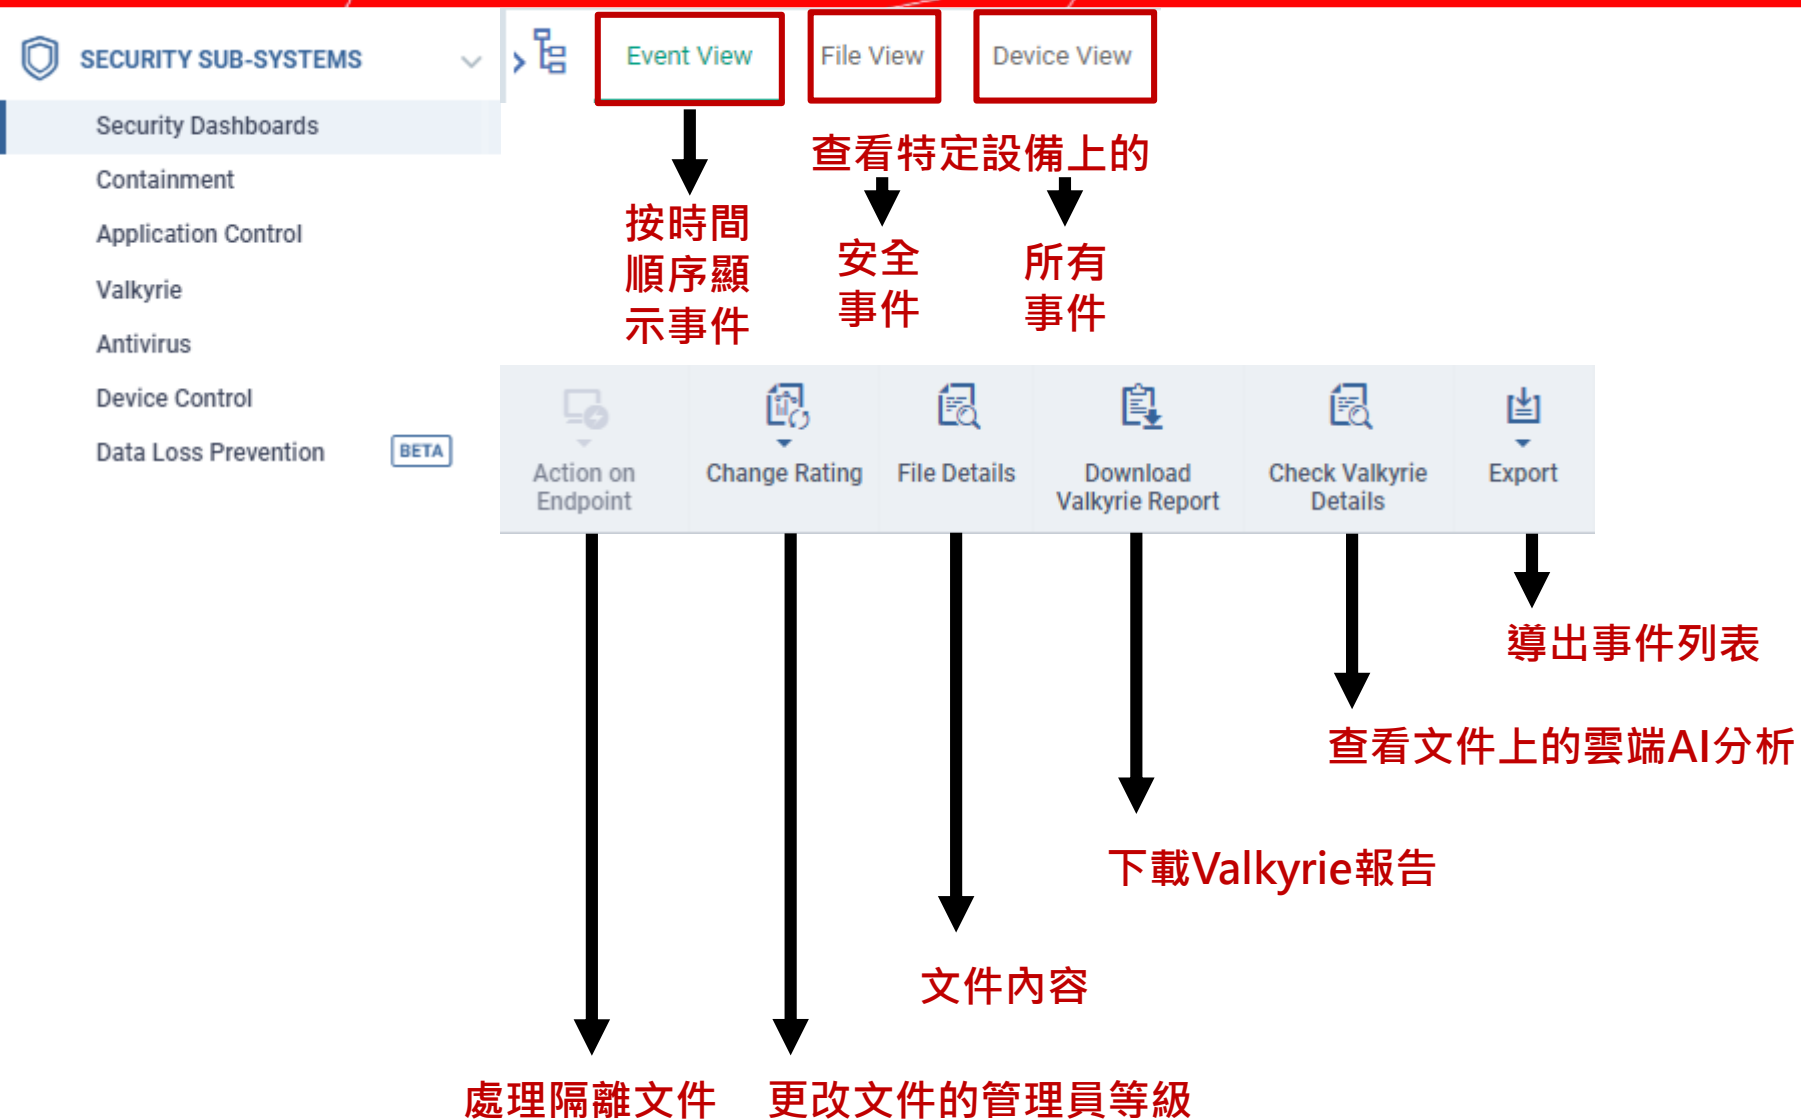 SECURITY SUB-SYSTEMS
Security Dashboards
Containment
Application Control
Valkyrie
Antivirus
Device Control
Data Loss Prevention BETA
Event View File View Device View
查看特定設備上的
按時間
順序顯
示事件
安全
事件
所有
事件
Action on
Endpoint
Change Rating
File Details
Download
Valkyrie Report
Check Valkyrie
Details
Export
導出事件列表
查看文件上的雲端AI分析
下載Valkyrie報告
文件內容
處理隔離文件
更改文件的管理員等級